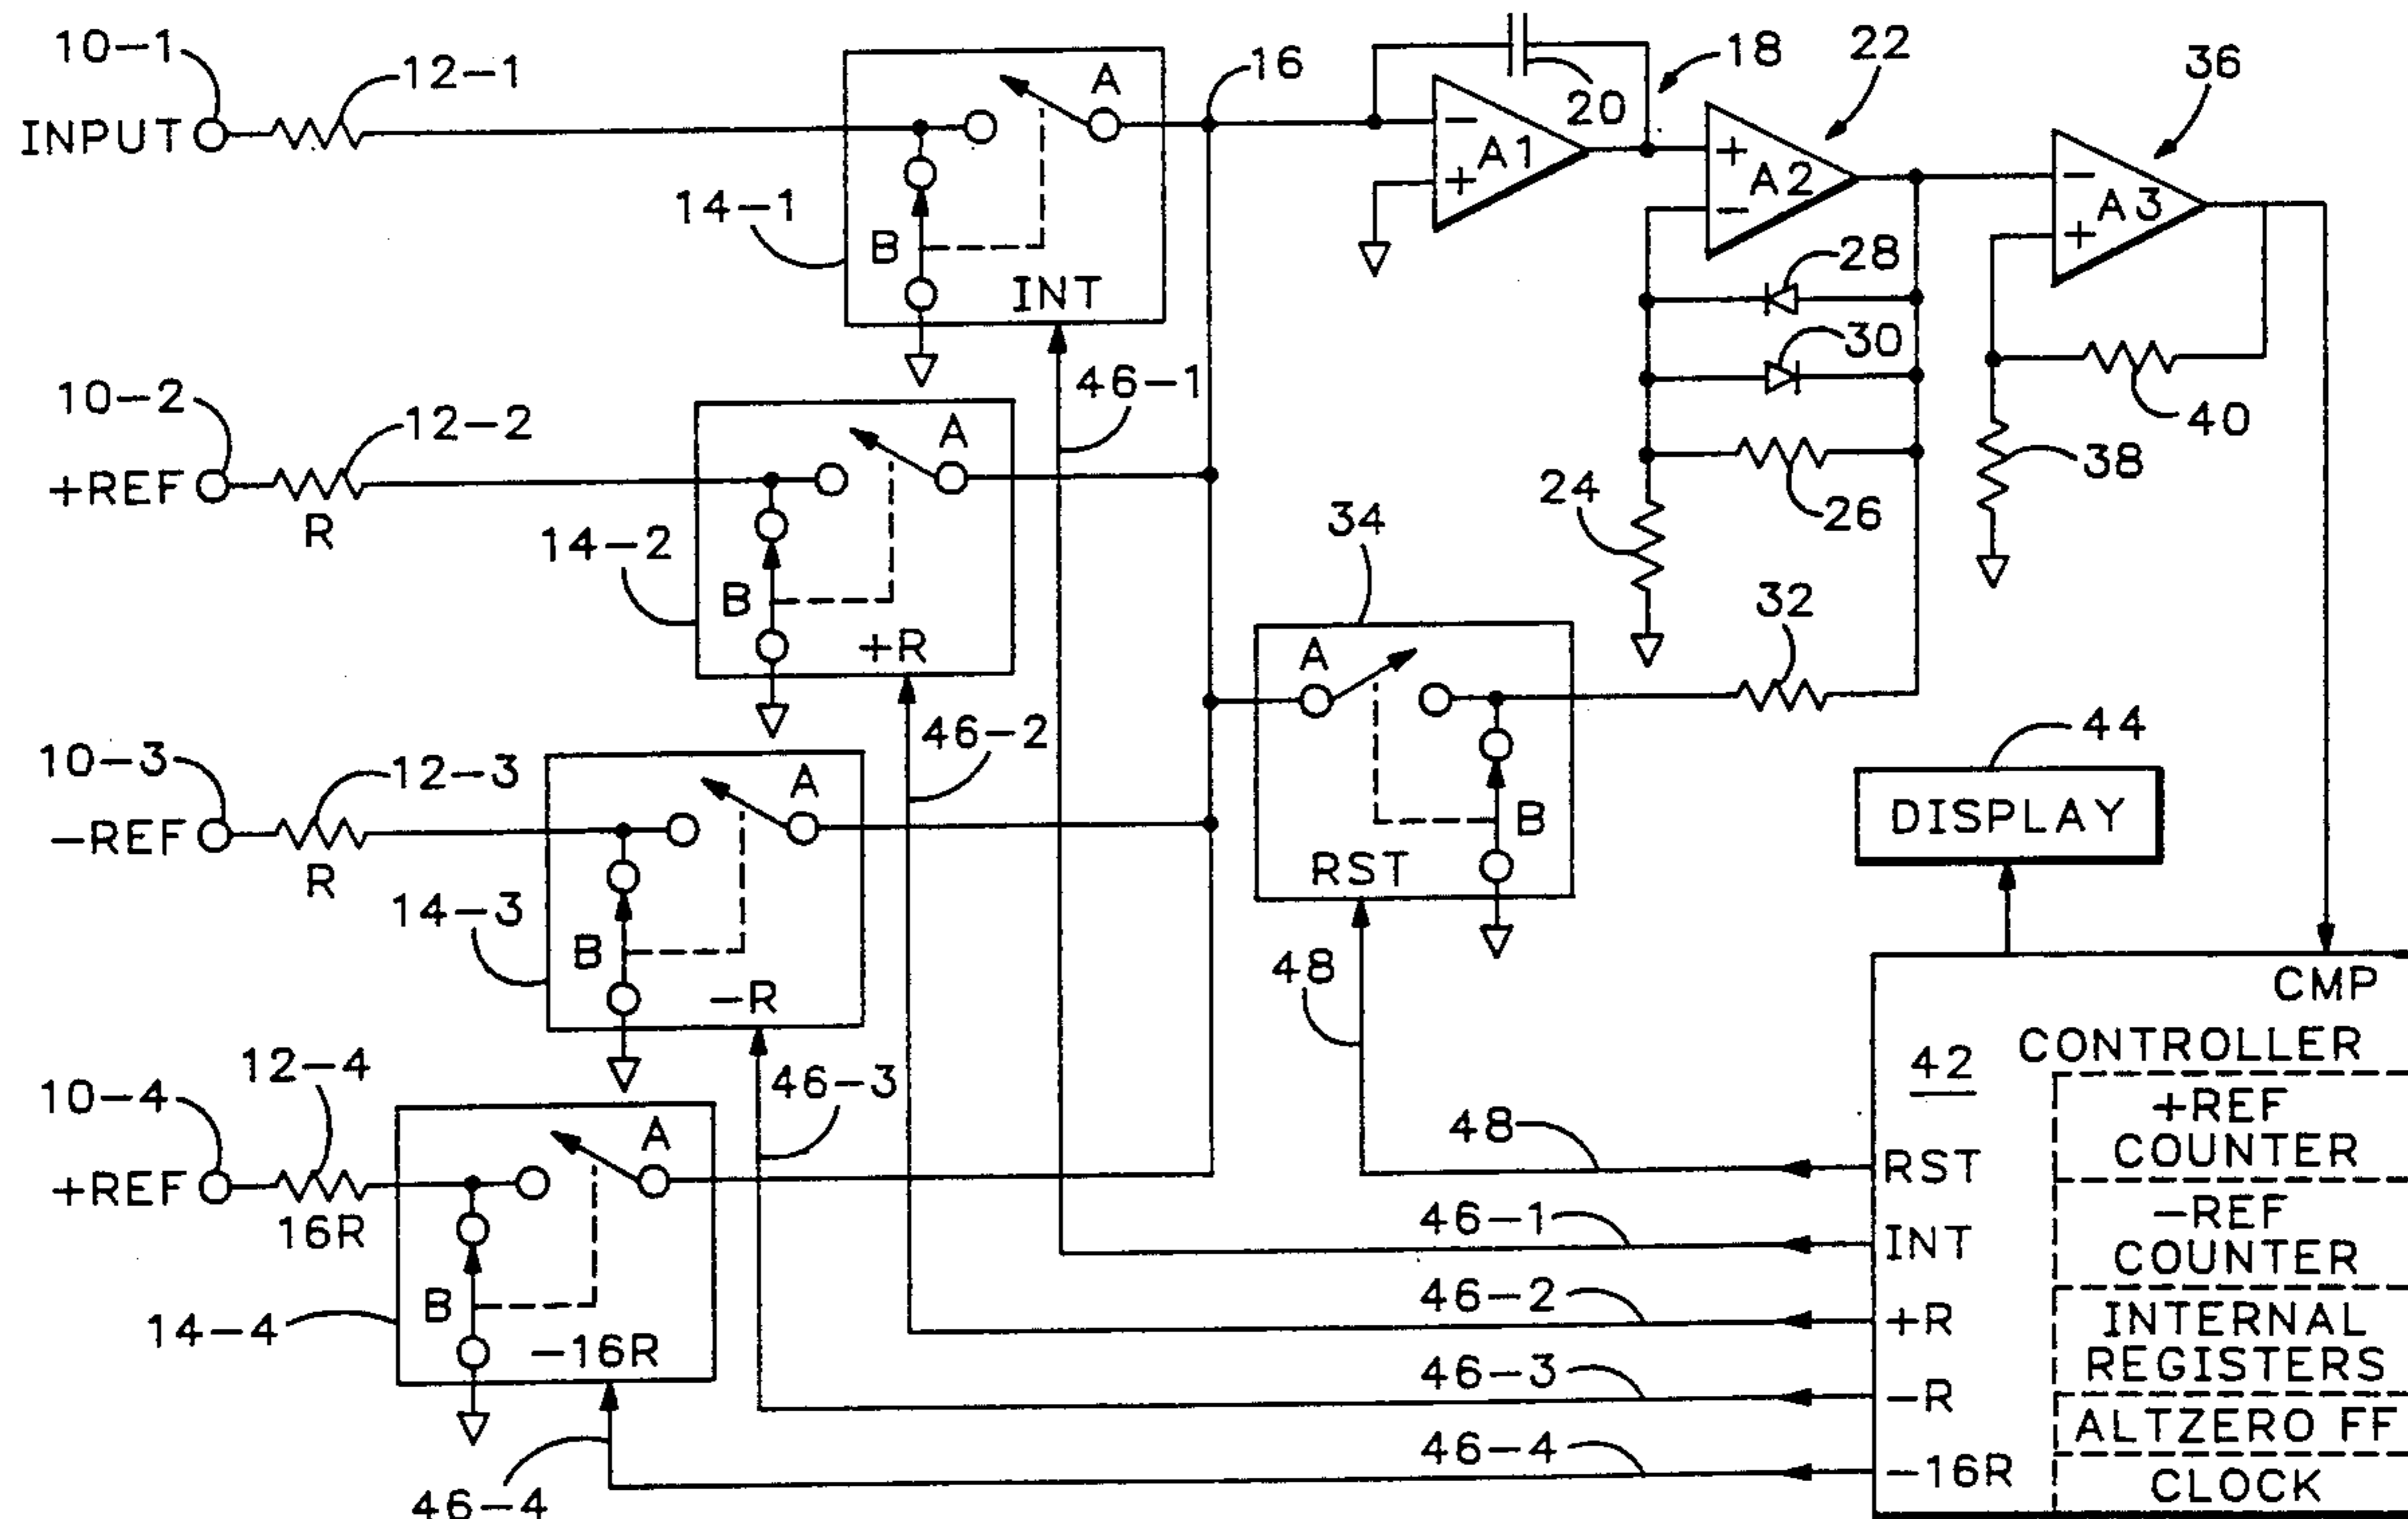 10-1
12-1
INPUT
14-1
A
B
INT
16
20
18
22
36
-
+
A1
+
-
A2
-
+
A3
28
30
26
24
32
40
38
10-2
12-2
+REF
R
14-2
A
B
+R
46-1
34
A
B
RST
48
10-3
12-3
-REF
R
14-3
A
B
-R
46-2
44
DISPLAY
10-4
12-4
+REF
16R
14-4
A
B
-16R
46-3
46-4
CMP
42
CONTROLLER
+REF
COUNTER
-REF
COUNTER
INTERNAL
REGISTERS
ALTZERO FF
CLOCK
48
RST
46-1
INT
46-2
+R
46-3
-R
46-4
-16R